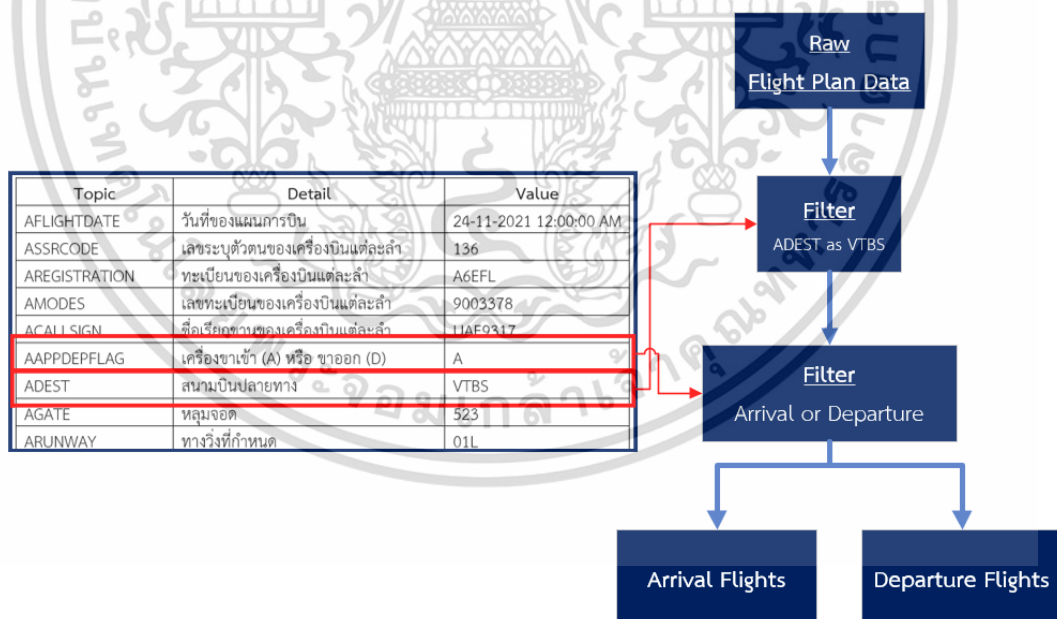 Raw
Flight Plan Data
Topic Detail Value
AFLIGHTDATE วันที่ของแผนการบิน 24-11-2021 12:00:00 AM
ASSRCODE เลขระบุตัวตนของเครื่องบินแต่ละลำ 136
AREGISTRATION ทะเบียนของเครื่องบินแต่ละลำ A6EFL
AMODES เลขทะเบียนของเครื่องบินแต่ละลำ 9003378
ACALLSIGN ชื่อเรียกขานของเครื่องบินแต่ละลำ UAE9317
AAPPDEPFLAG เครื่องขาเข้า (A) หรือ ขาออก (D) A
ADEST สนามบินปลายทาง VTBS
AGATE หลุมจอด 523
ARUNWAY ทางวิ่งที่กำหนด 01L
Filter
ADEST as VTBS
Filter
Arrival or Departure
Arrival Flights
Departure Flights